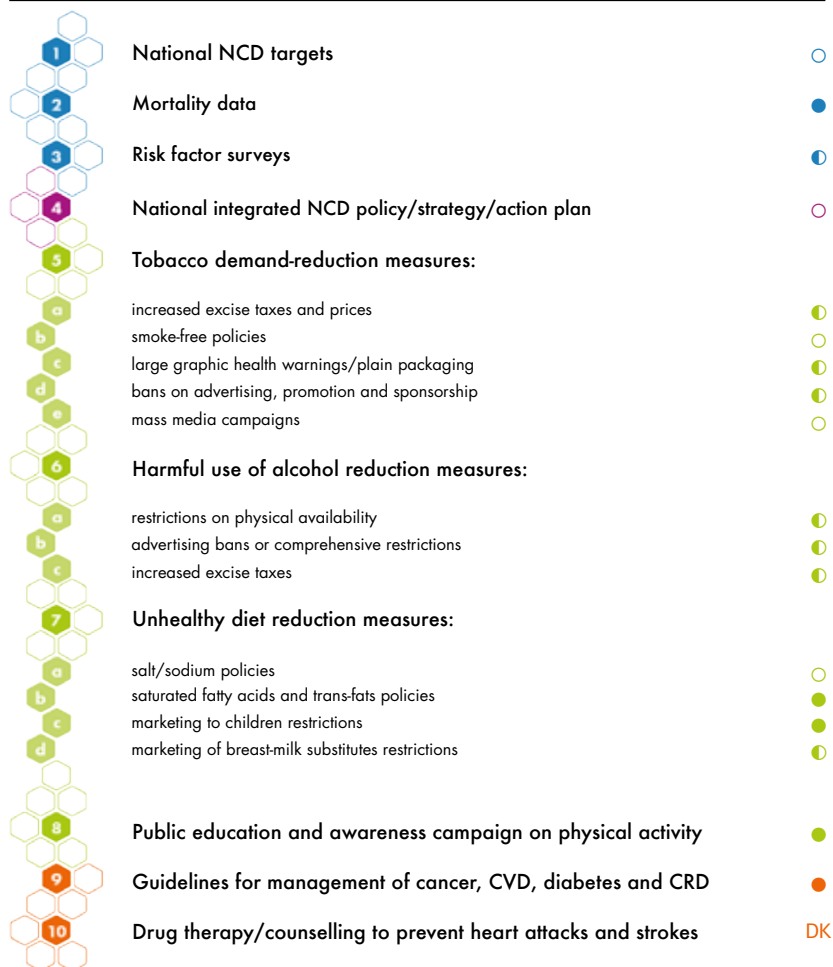 1 National NCD targets ○
2 Mortality data ●
3 Risk factor surveys ◐
4 National integrated NCD policy/strategy/action plan ○
5 Tobacco demand-reduction measures:
a increased excise taxes and prices ◐
b smoke-free policies ○
c large graphic health warnings/plain packaging ◐
d bans on advertising, promotion and sponsorship ◐
e mass media campaigns ○
6 Harmful use of alcohol reduction measures:
a restrictions on physical availability ◐
b advertising bans or comprehensive restrictions ◐
c increased excise taxes ◐
7 Unhealthy diet reduction measures:
a salt/sodium policies ○
b saturated fatty acids and trans-fats policies ●
c marketing to children restrictions ●
d marketing of breast-milk substitutes restrictions ◐
8 Public education and awareness campaign on physical activity ●
9 Guidelines for management of cancer, CVD, diabetes and CRD ●
10 Drug therapy/counselling to prevent heart attacks and strokes DK